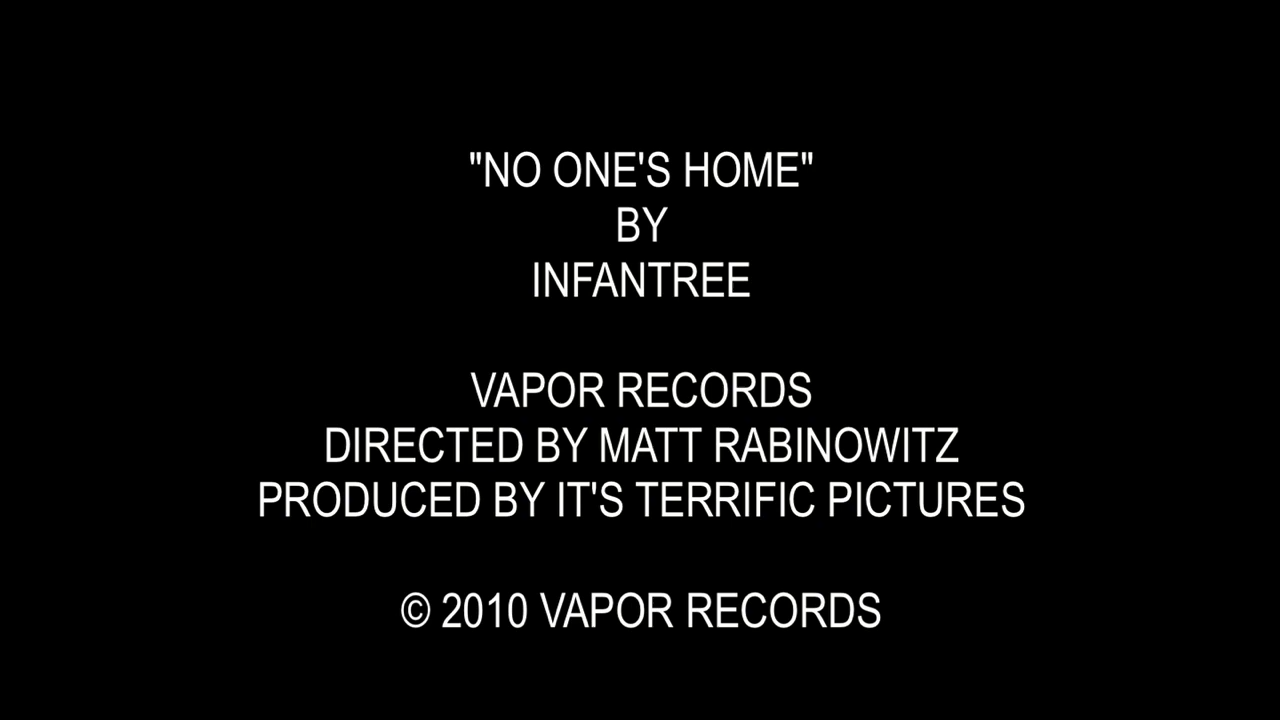 "NO ONE'S HOME"
BY
INFANTREE
VAPOR RECORDS
DIRECTED BY MATT RABINOWITZ
PRODUCED BY IT'S TERRIFIC PICTURES
© 2010 VAPOR RECORDS